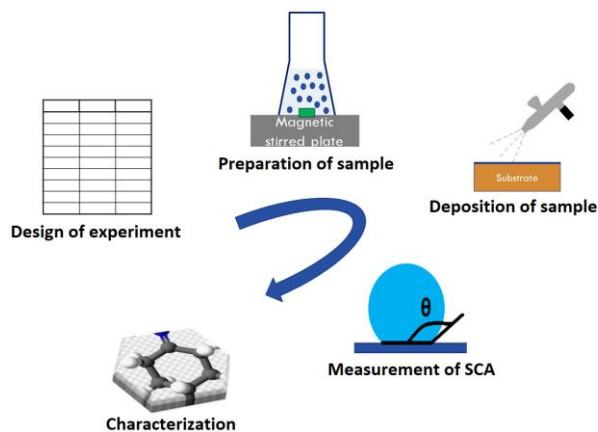 Magnetic
stirred plate
Preparation of sample
Substrate
Deposition of sample
Design of experiment
θ
Measurement of SCA
Characterization